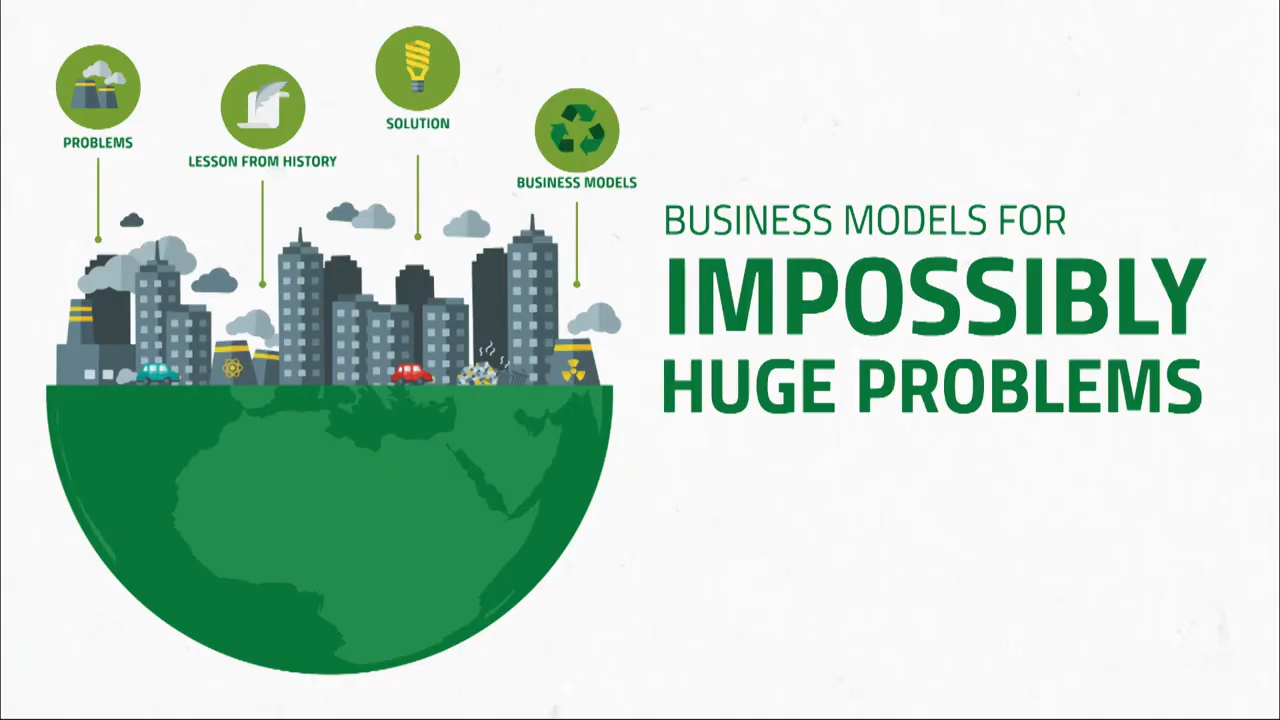 PROBLEMS
LESSON FROM HISTORY
SOLUTION
BUSINESS MODELS
BUSINESS MODELS FOR
IMPOSSIBLY
HUGE PROBLEMS